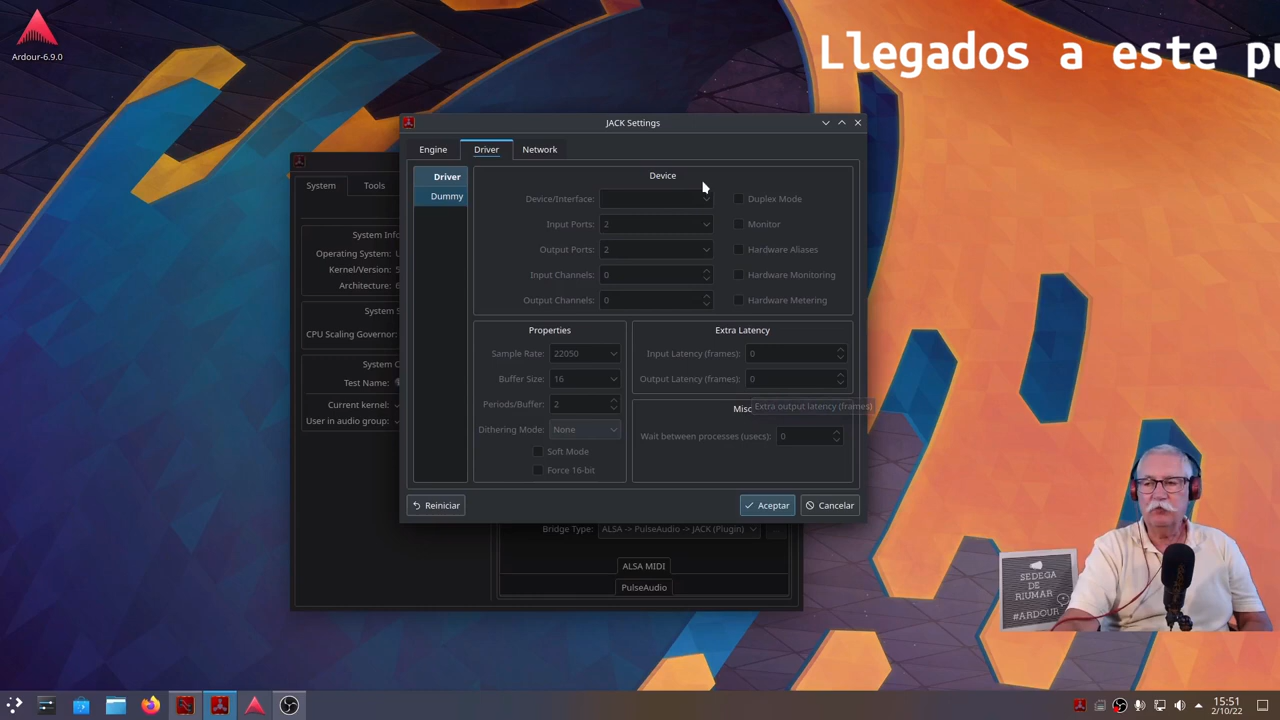 Ardour-6.9.0
Llegados a este pu
JACK Settings
Engine
Driver
Network
Driver
Dummy
Device
Device/Interface:
Duplex Mode
Input Ports: 2
Monitor
Output Ports: 2
Hardware Aliases
Input Channels: 0
Hardware Monitoring
Output Channels: 0
Hardware Metering
Properties
Sample Rate: 22050
Buffer Size: 16
Periods/Buffer: 2
Dithering Mode: None
Soft Mode
Force 16-bit
Extra Latency
Input Latency (frames): 0
Output Latency (frames): 0
Extra output latency (frames)
Misc
Wait between processes (usecs): 0
Reiniciar
Aceptar
Cancelar
System
Tools
System Info
Operating System: U
Kernel/Version: 5
Architecture:
System S
CPU Scaling Governor:
System C
Test Name:
Current kernel:
User in audio group:
Bridge Type: ALSA -> PulseAudio -> JACK (Plugin)
ALSA MIDI
PulseAudio
SEDEGA
DE
RIUMAR
#ARDOUR
15:51
2/10/22